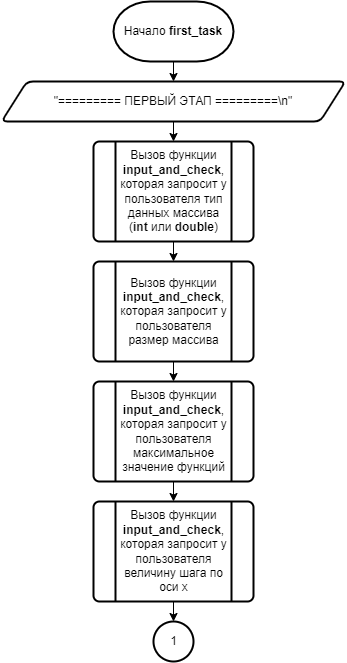 Начало first_task
"========= ПЕРВЫЙ ЭТАП =========\n"
Вызов функции
input_and_check,
которая запросит у
пользователя тип
данных массива
(int или double)
Вызов функции
input_and_check,
которая запросит у
пользователя
размер массива
Вызов функции
input_and_check,
которая запросит у
пользователя
максимальное
значение функций
Вызов функции
input_and_check,
которая запросит у
пользователя
величину шага по
оси x
1